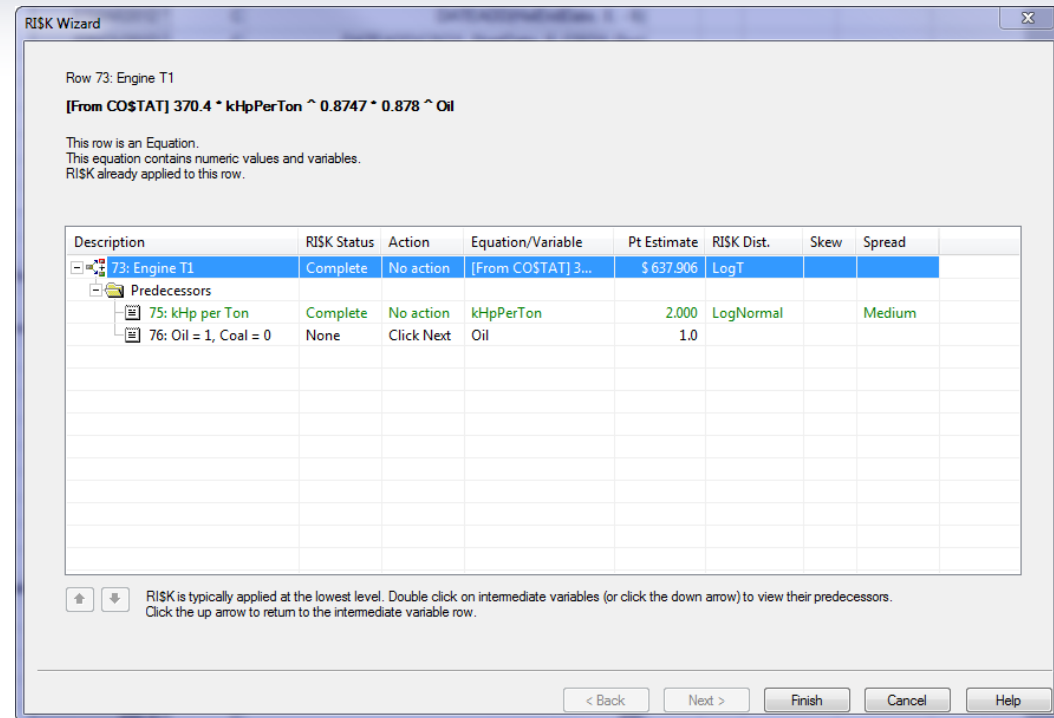 RI$K Wizard
Row 73: Engine T1
[From CO$TAT] 370.4 * kHpPerTon ^ 0.8747 * 0.878 ^ Oil
This row is an Equation.
This equation contains numeric values and variables.
RI$K already applied to this row.
Description RI$K Status Action Equation/Variable Pt Estimate RI$K Dist. Skew Spread
73: Engine T1 Complete No action [From CO$TAT] 3... $ 637.906 LogT
Predecessors
75: kHp per Ton Complete No action kHpPerTon 2.000 LogNormal Medium
76: Oil = 1, Coal = 0 None Click Next Oil 1.0
RI$K is typically applied at the lowest level. Double click on intermediate variables (or click the down arrow) to view their predecessors.
Click the up arrow to return to the intermediate variable row.
< Back Next > Finish Cancel Help